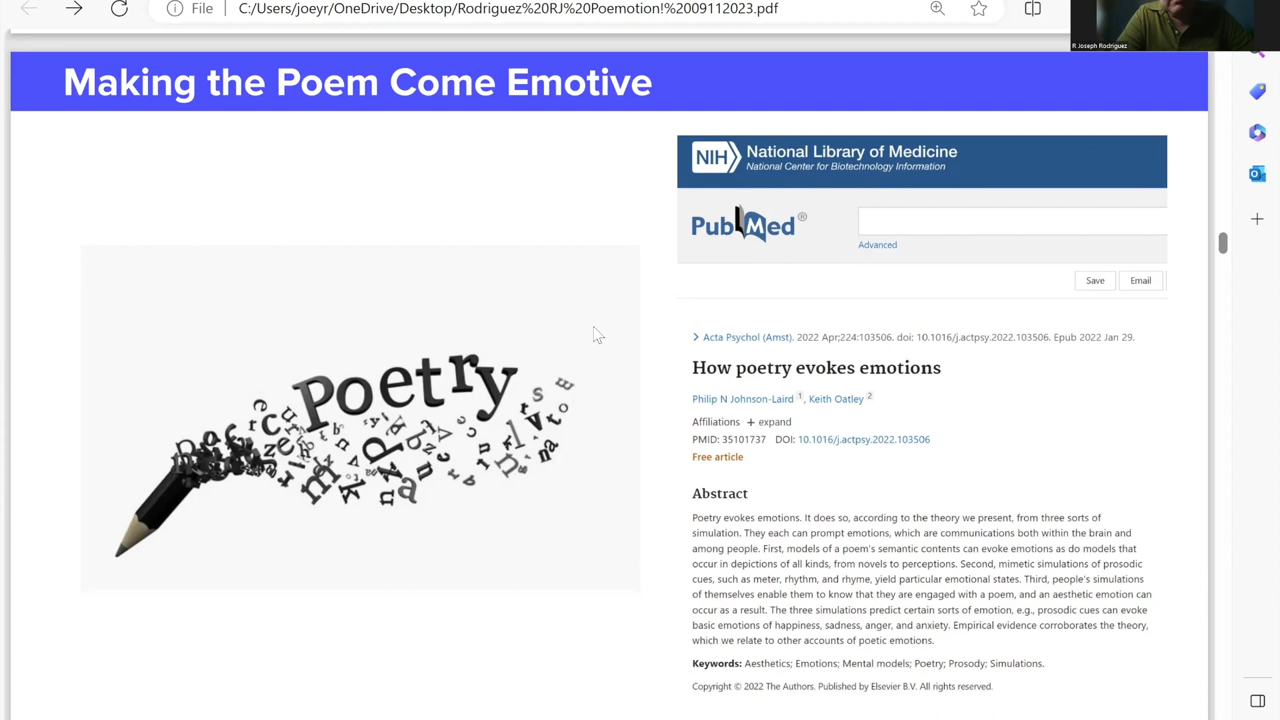 File
C:/Users/joeyr/OneDrive/Desktop/Rodriguez%20RJ%20Poemotion!%2009112023.pdf
R Joseph Rodriguez
Making the Poem Come Emotive
Poetry
NIH National Library of Medicine
National Center for Biotechnology Information
PubMed®
Advanced
Save Email
Acta Psychol (Amst). 2022 Apr;224:103506. doi: 10.1016/j.actpsy.2022.103506. Epub 2022 Jan 29.
How poetry evokes emotions
Philip N Johnson-Laird 1, Keith Oatley 2
Affiliations + expand
PMID: 35101737 DOI: 10.1016/j.actpsy.2022.103506
Free article
Abstract
Poetry evokes emotions. It does so, according to the theory we present, from three sorts of
simulation. They each can prompt emotions, which are communications both within the brain and
among people. First, models of a poem's semantic contents can evoke emotions as do models that
occur in depictions of all kinds, from novels to perceptions. Second, mimetic simulations of prosodic
cues, such as meter, rhythm, and rhyme, yield particular emotional states. Third, people's simulations
of themselves enable them to know that they are engaged with a poem, and an aesthetic emotion can
occur as a result. The three simulations predict certain sorts of emotion, e.g., prosodic cues can evoke
basic emotions of happiness, sadness, anger, and anxiety. Empirical evidence corroborates the theory,
which we relate to other accounts of poetic emotions.
Keywords: Aesthetics; Emotions; Mental models; Poetry; Prosody; Simulations.
Copyright © 2022 The Authors. Published by Elsevier B.V. All rights reserved.